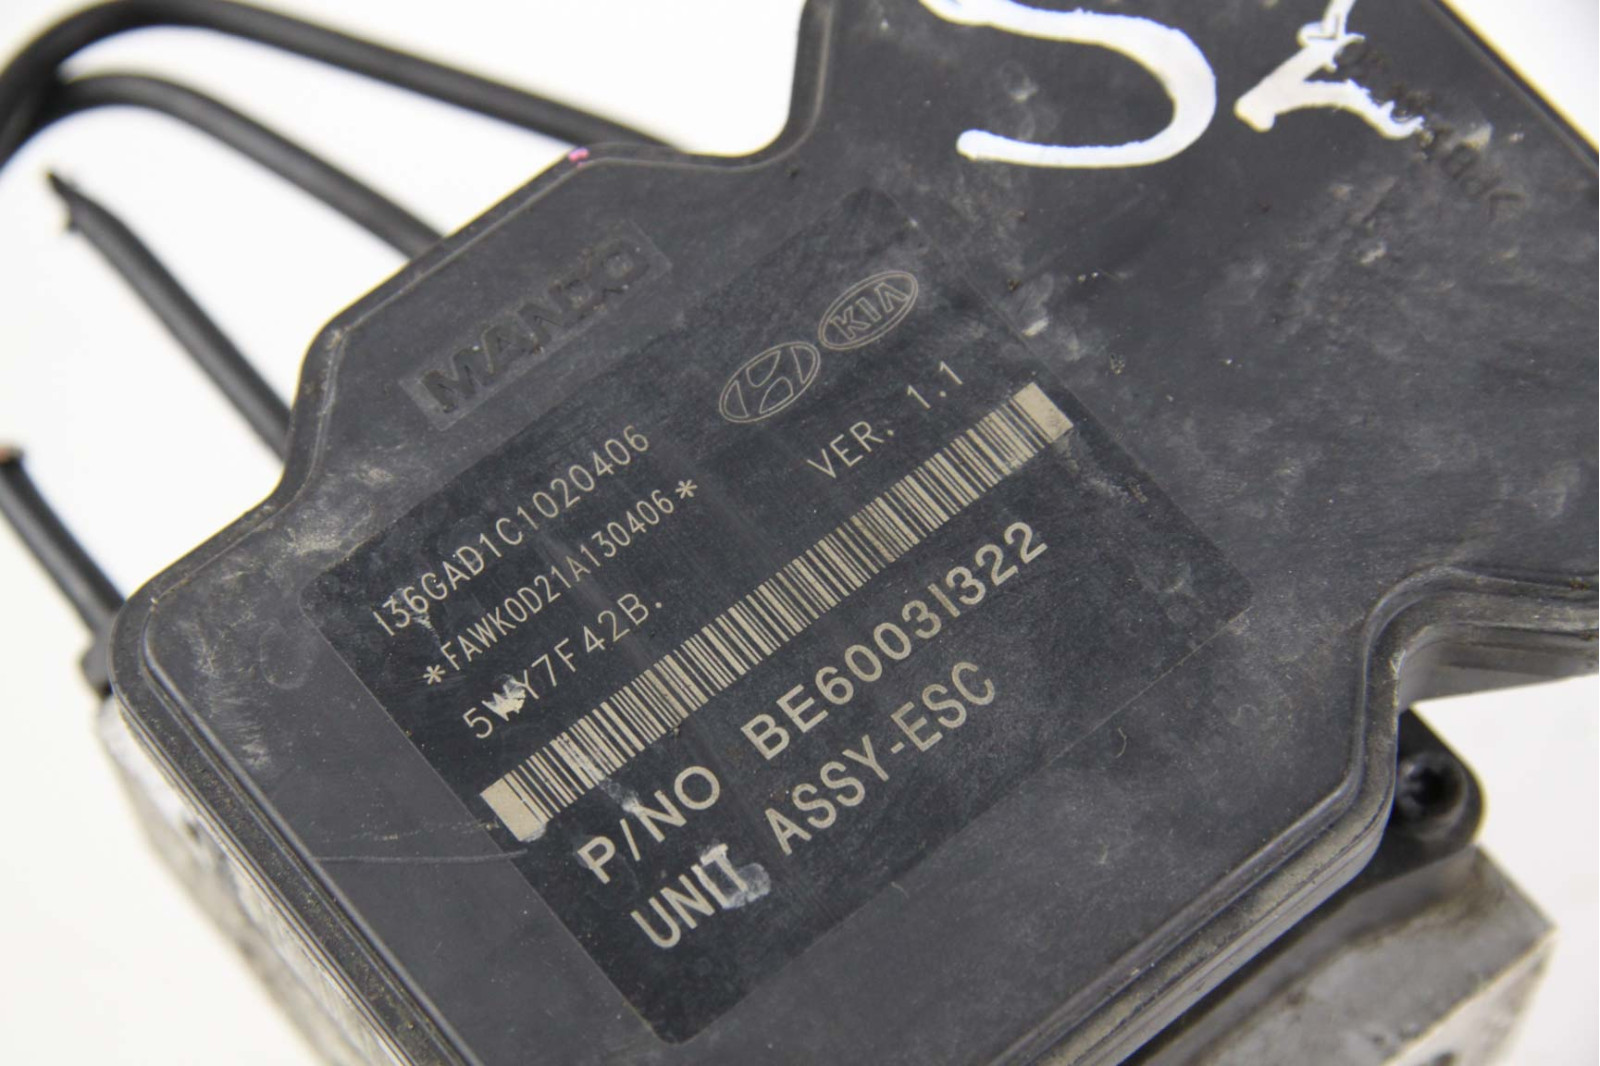 MANDO
KIA
I36GAD1C1020406
*FAWK0D21A130406*
VER. 1.1
5WY7F42B.
P/NO BE6003I322
UNIT ASSY-ESC